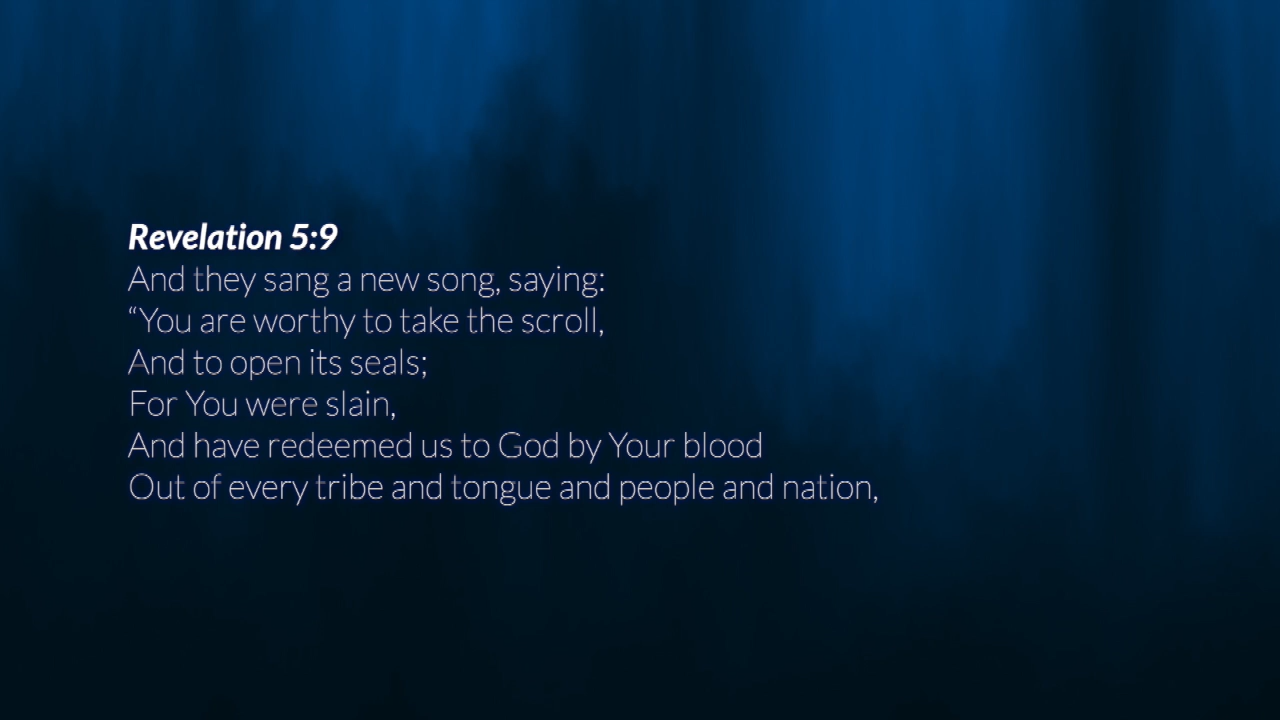 Revelation 5:9
And they sang a new song, saying:
“You are worthy to take the scroll,
And to open its seals;
For You were slain,
And have redeemed us to God by Your blood
Out of every tribe and tongue and people and nation,